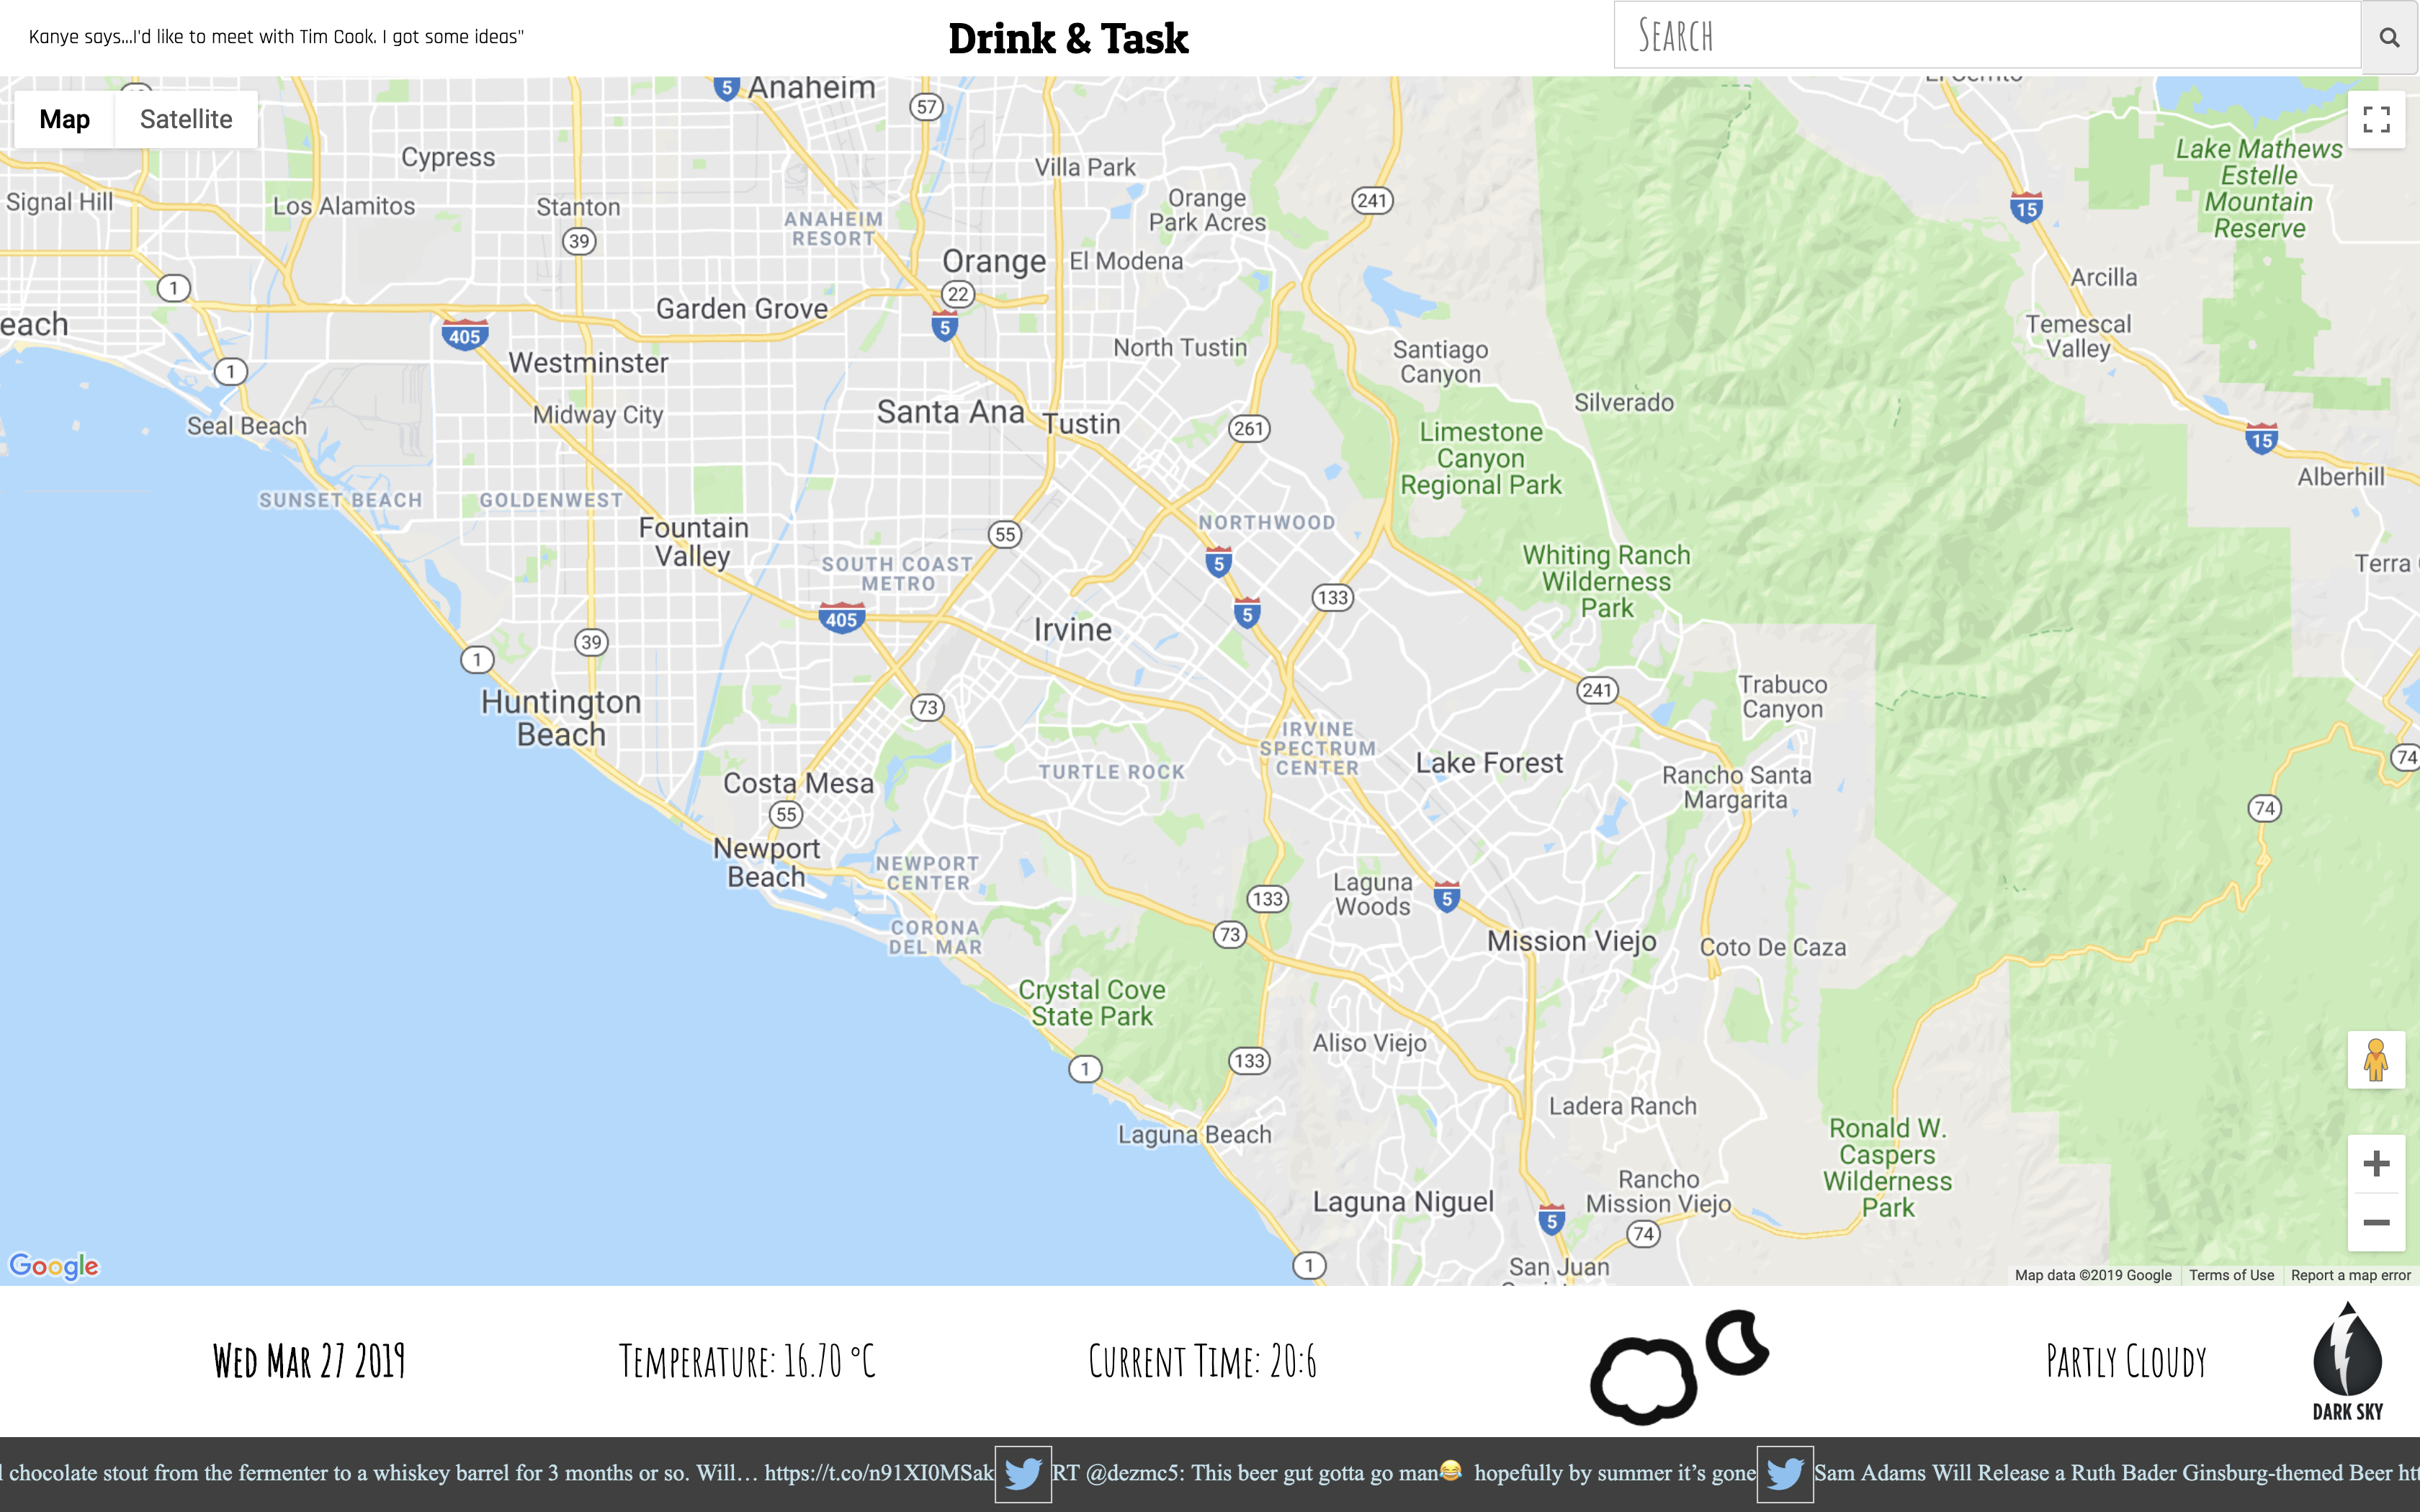 Kanye says...I'd like to meet with Tim Cook. I got some ideas"
Drink & Task
Search
Map
Satellite
Anaheim
5
57
Cypress
Villa Park
Lake Mathews
Estelle
Mountain
Reserve
Signal Hill
Los Alamitos
Stanton
39
ANAHEIM
RESORT
Orange
Park Acres
241
15
Orange
El Modena
Arcilla
1
22
Garden Grove
5
each
405
Westminster
North Tustin
Santiago
Canyon
Temescal
Valley
1
Midway City
Santa Ana
Tustin
261
Silverado
Seal Beach
Limestone
Canyon
Regional Park
15
Alberhill
SUNSET BEACH
GOLDENWEST
Fountain
Valley
55
NORTHWOOD
SOUTH COAST
METRO
5
Whiting Ranch
Wilderness
Park
Terra
405
Irvine
5
133
39
1
Huntington
Beach
73
241
Trabuco
Canyon
IRVINE
SPECTRUM
CENTER
TURTLE ROCK
Lake Forest
Rancho Santa
Margarita
74
74
Costa Mesa
55
Newport
Beach
NEWPORT
CENTER
Laguna
Woods
5
133
73
CORONA
DEL MAR
Mission Viejo
Coto De Caza
Crystal Cove
State Park
Aliso Viejo
133
1
Ladera Ranch
Laguna Beach
Ronald W.
Caspers
Wilderness
Park
Rancho
Mission Viejo
Laguna Niguel
5
74
1
San Juan
Google
Map data ©2019 Google
Terms of Use
Report a map error
Wed Mar 27 2019
Temperature: 16.70 °C
Current Time: 20:6
Partly Cloudy
DARK SKY
chocolate stout from the fermenter to a whiskey barrel for 3 months or so. Will… https://t.co/n91XI0MSak
RT @dezmc5: This beer gut gotta go man😂 hopefully by summer it's gone
Sam Adams Will Release a Ruth Bader Ginsburg-themed Beer